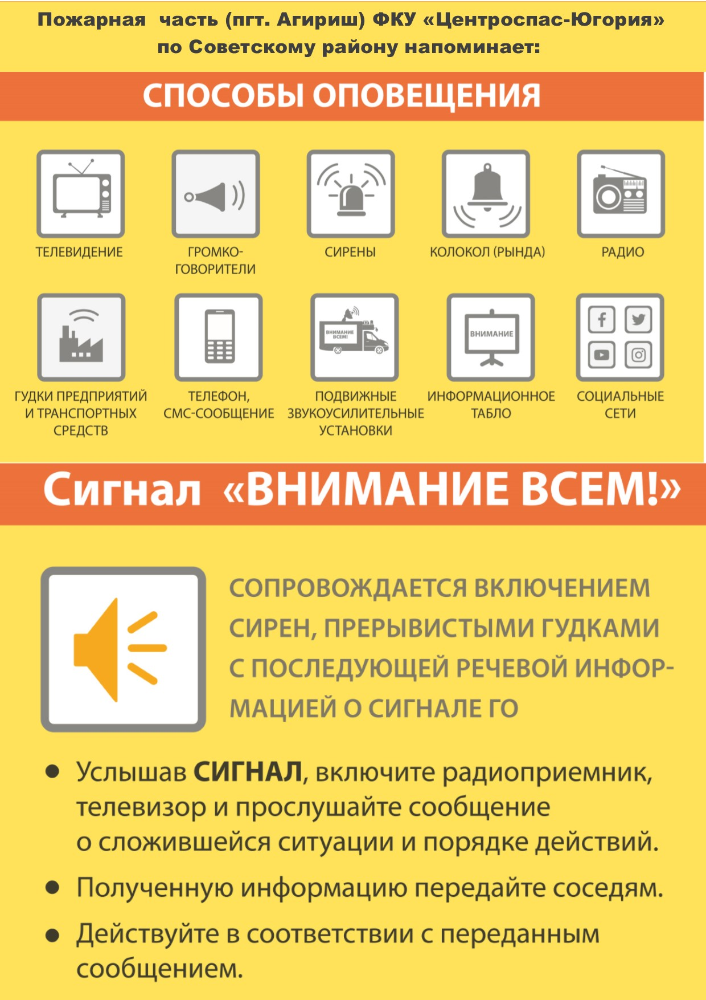 Пожарная часть (пгт. Агириш) ФКУ «Центроспас-Югория»
по Советскому району напоминает:
СПОСОБЫ ОПОВЕЩЕНИЯ
ТЕЛЕВИДЕНИЕ
ГРОМКО-
ГОВОРИТЕЛИ
СИРЕНЫ
КОЛОКОЛ (РЫНДА)
РАДИО
ВНИМАНИЕ
ВСЕМ!
ВНИМАНИЕ
ГУДКИ ПРЕДПРИЯТИЙ
И ТРАНСПОРТНЫХ
СРЕДСТВ
ТЕЛЕФОН,
СМС-СООБЩЕНИЕ
ПОДВИЖНЫЕ
ЗВУКОУСИЛИТЕЛЬНЫЕ
УСТАНОВКИ
ИНФОРМАЦИОННОЕ
ТАБЛО
СОЦИАЛЬНЫЕ
СЕТИ
Сигнал «ВНИМАНИЕ ВСЕМ!»
СОПРОВОЖДАЕТСЯ ВКЛЮЧЕНИЕМ
СИРЕН, ПРЕРЫВИСТЫМИ ГУДКАМИ
С ПОСЛЕДУЮЩЕЙ РЕЧЕВОЙ ИНФОР-
МАЦИЕЙ О СИГНАЛЕ ГО
• Услышав СИГНАЛ, включите радиоприемник,
телевизор и прослушайте сообщение
о сложившейся ситуации и порядке действий.
• Полученную информацию передайте соседям.
• Действуйте в соответствии с переданным
сообщением.